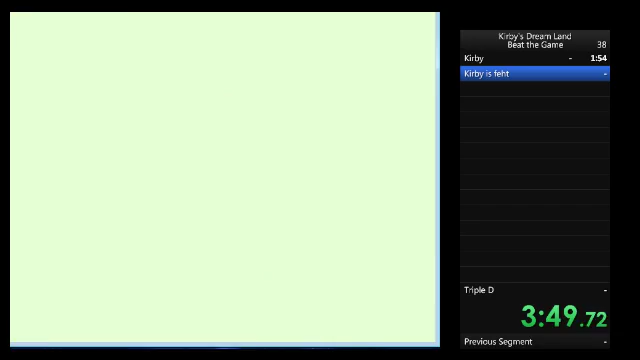 Kirby's Dream Land
Beat the Game 38
Kirby - 1:54
Kirby is feht -
Triple D -
3:49.72
Previous Segment -